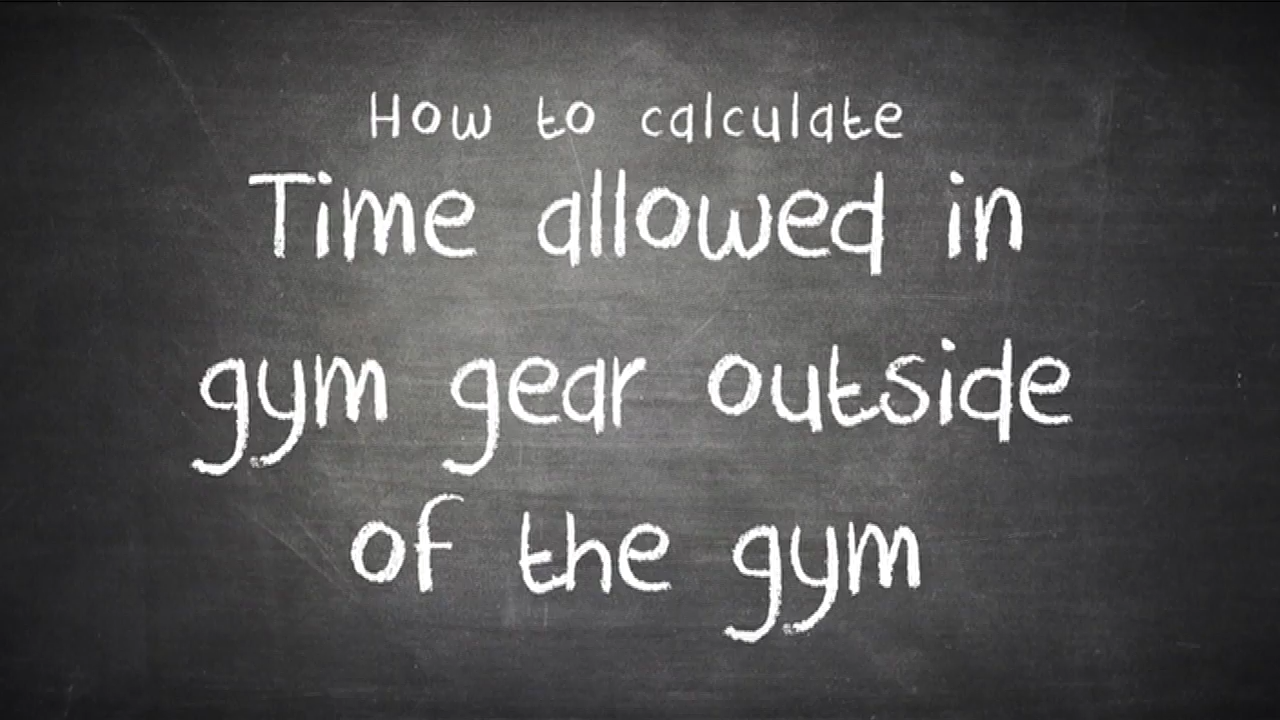 How to calculate
Time allowed in
gym gear outside
of the gym